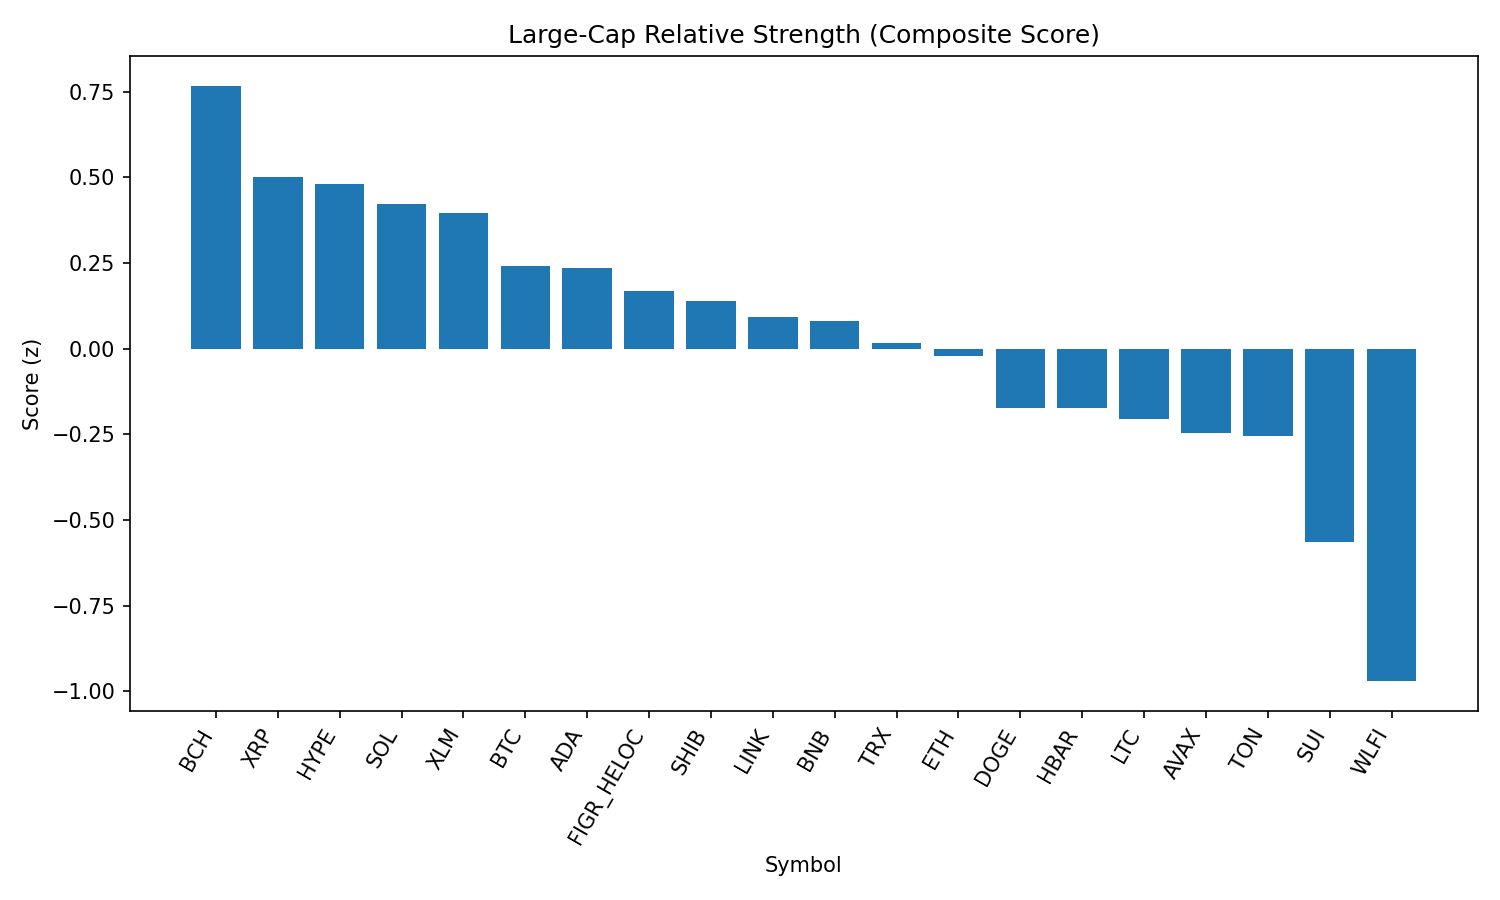 Large-Cap Relative Strength (Composite Score)
Score (z)
0.75
0.50
0.25
0.00
−0.25
−0.50
−0.75
−1.00
BCH
XRP
HYPE
SOL
XLM
BTC
ADA
FIGR_HELOC
SHIB
LINK
BNB
TRX
ETH
DOGE
HBAR
LTC
AVAX
TON
SUI
WLFI
Symbol